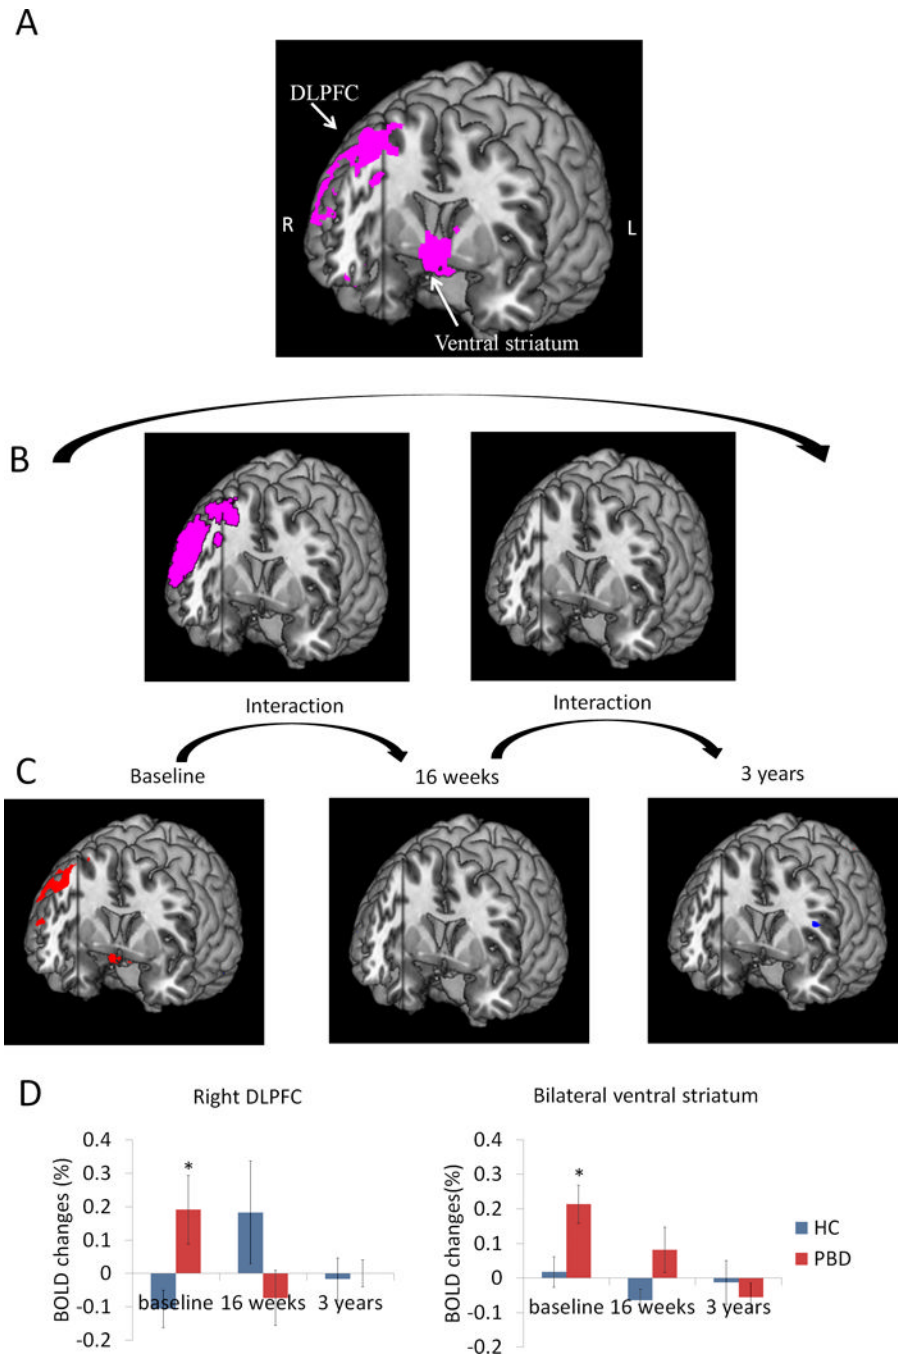 A
DLPFC
R
L
Ventral striatum
B
Interaction
Interaction
C
Baseline
16 weeks
3 years
D
Right DLPFC
Bilateral ventral striatum
BOLD changes (%)
0.4
0.3
0.2
0.1
0
-0.1
-0.2
*
baseline
16 weeks
3 years
BOLD changes(%)
0.4
0.3
0.2
0.1
0
-0.1
-0.2
*
baseline
16 weeks
3 years
HC
PBD